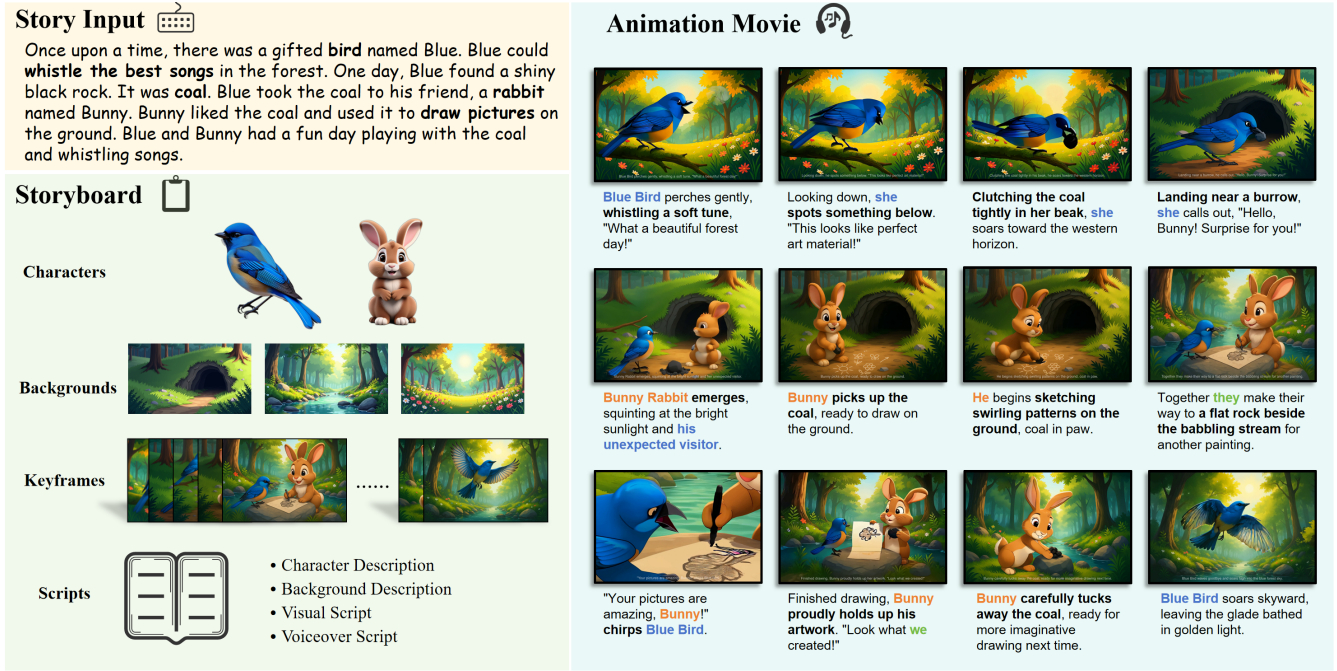 Story Input
Once upon a time, there was a gifted bird named Blue. Blue could
whistle the best songs in the forest. One day, Blue found a shiny
black rock. It was coal. Blue took the coal to his friend, a rabbit
named Bunny. Bunny liked the coal and used it to draw pictures on
the ground. Blue and Bunny had a fun day playing with the coal
and whistling songs.
Storyboard
Characters
Backgrounds
Keyframes
......
Scripts
• Character Description
• Background Description
• Visual Script
• Voiceover Script
Animation Movie
Blue Bird perches gently,
whistling a soft tune,
"What a beautiful forest
day!"
Looking down, she
spots something below.
"This looks like perfect
art material!"
Clutching the coal
tightly in her beak, she
soars toward the western
horizon.
Landing near a burrow,
she calls out, "Hello,
Bunny! Surprise for you!"
Bunny Rabbit emerges,
squinting at the bright
sunlight and his
unexpected visitor.
Bunny picks up the
coal, ready to draw on
the ground.
He begins sketching
swirling patterns on the
ground, coal in paw.
Together they make their
way to a flat rock beside
the babbling stream for
another painting.
"Your pictures are
amazing, Bunny!"
chirps Blue Bird.
Finished drawing, Bunny
proudly holds up his
artwork. "Look what we
created!"
Bunny carefully tucks
away the coal, ready for
more imaginative
drawing next time.
Blue Bird soars skyward,
leaving the glade bathed
in golden light.